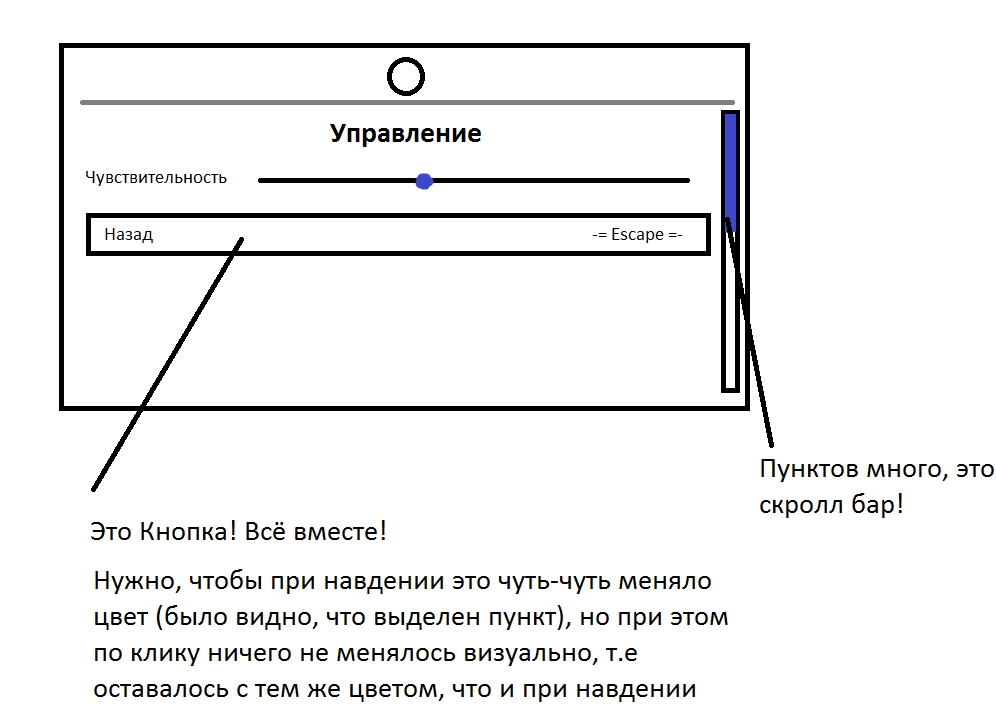 Управление
Чувствительность
Назад -= Escape =-
Пунктов много, это
скролл бар!
Это Кнопка! Всё вместе!
Нужно, чтобы при навдении это чуть-чуть меняло
цвет (было видно, что выделен пункт), но при этом
по клику ничего не менялось визуально, т.е
оставалось с тем же цветом, что и при навдении